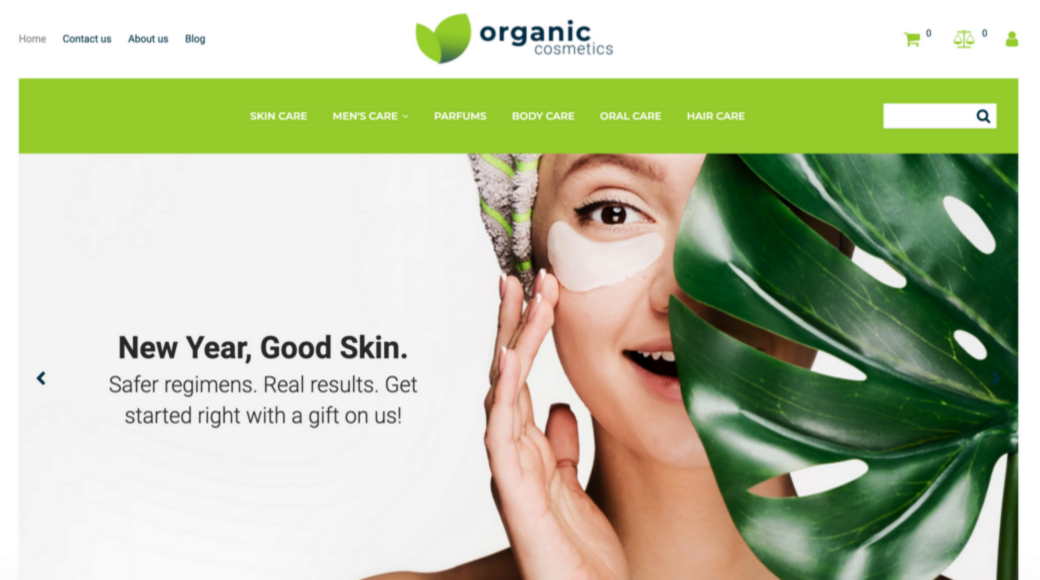 Home Contact us About us Blog
organic
cosmetics
0 0
SKIN CARE MEN'S CARE PARFUMS BODY CARE ORAL CARE HAIR CARE
New Year, Good Skin.
Safer regimens. Real results. Get
started right with a gift on us!